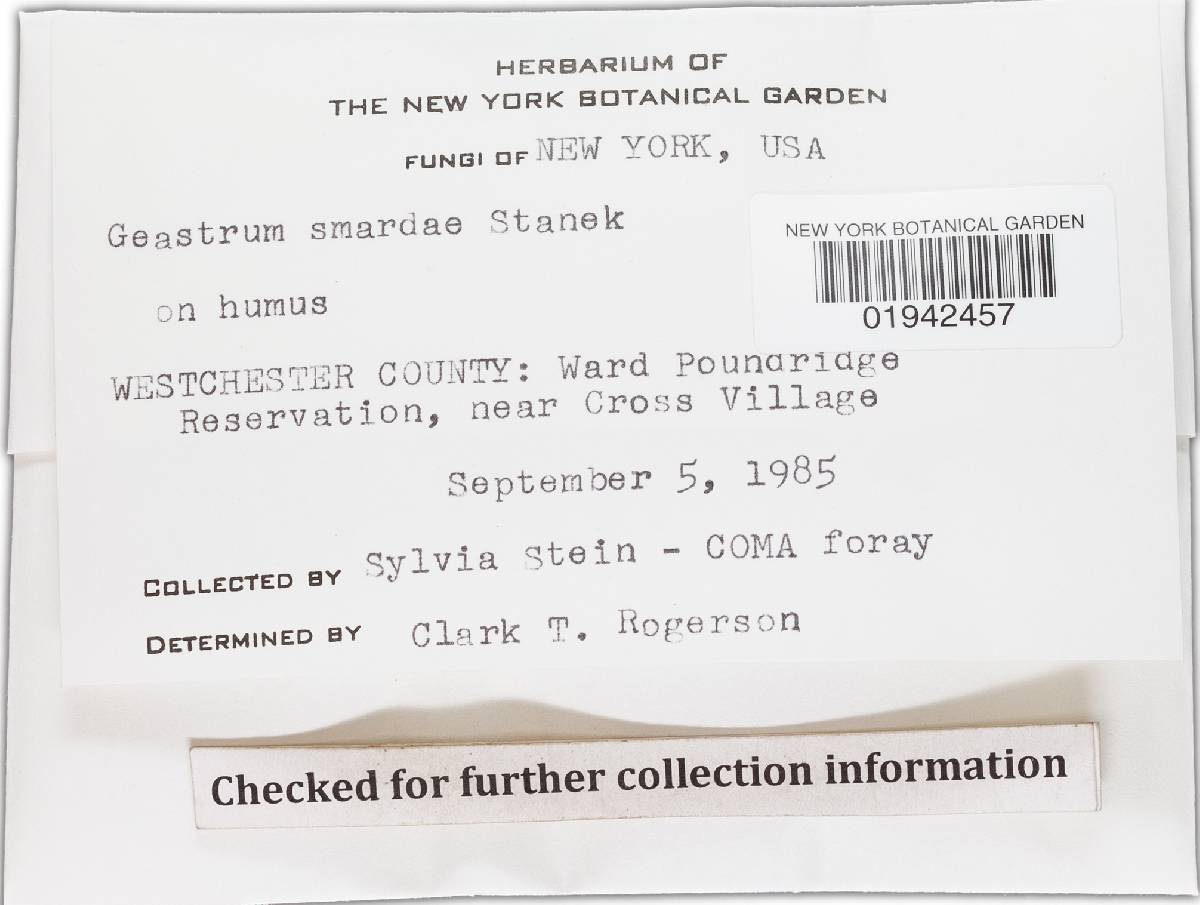 HERBARIUM OF
THE NEW YORK BOTANICAL GARDEN
FUNGI OF NEW YORK, USA
Geastrum smardae Stanek
NEW YORK BOTANICAL GARDEN
01942457
on humus
WESTCHESTER COUNTY: Ward Poundridge
Reservation, near Cross Village
September 5, 1985
COLLECTED BY Sylvia Stein - COMA foray
DETERMINED BY Clark T. Rogerson
Checked for further collection information